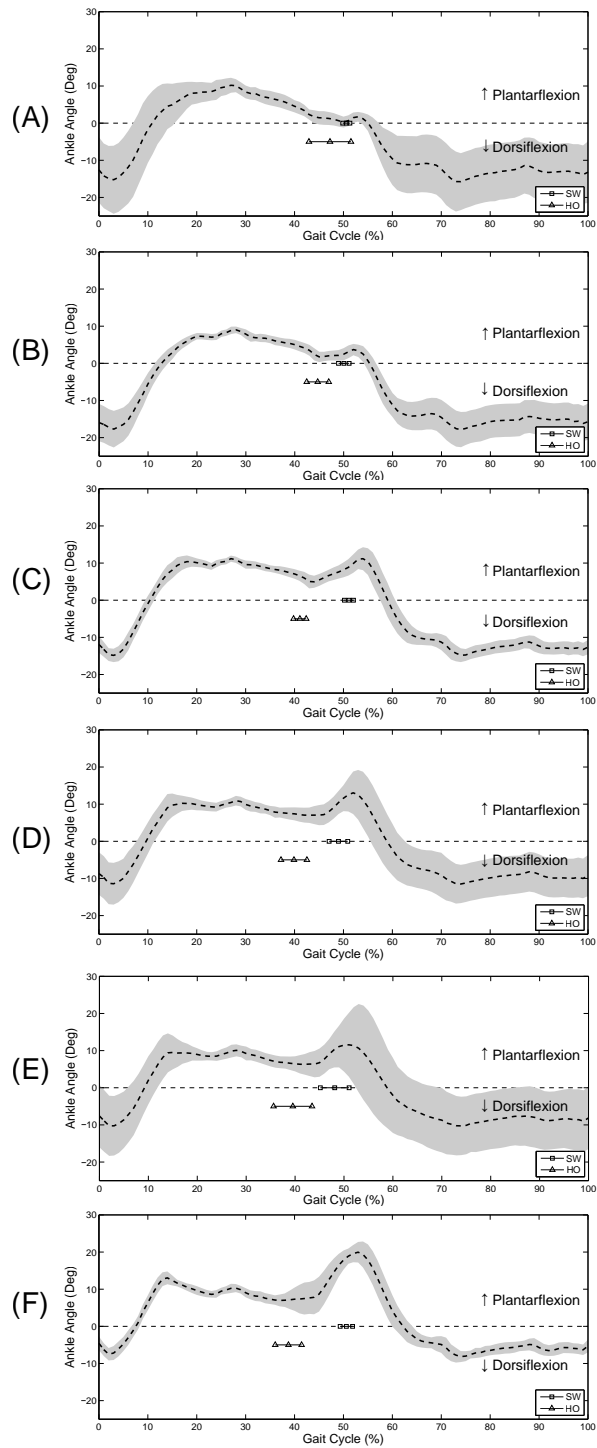 (A)
Ankle Angle (Deg)
30
20
10
0
−10
−20
↑ Plantarflexion
↓ Dorsiflexion
SW
HO
0 10 20 30 40 50 60 70 80 90 100
Gait Cycle (%)
(B)
Ankle Angle (Deg)
30
20
10
0
−10
−20
↑ Plantarflexion
↓ Dorsiflexion
SW
HO
0 10 20 30 40 50 60 70 80 90 100
Gait Cycle (%)
(C)
Ankle Angle (Deg)
30
20
10
0
−10
−20
↑ Plantarflexion
↓ Dorsiflexion
SW
HO
0 10 20 30 40 50 60 70 80 90 100
Gait Cycle (%)
(D)
Ankle Angle (Deg)
30
20
10
0
−10
−20
↑ Plantarflexion
↓ Dorsiflexion
SW
HO
0 10 20 30 40 50 60 70 80 90 100
Gait Cycle (%)
(E)
Ankle Angle (Deg)
30
20
10
0
−10
−20
↑ Plantarflexion
↓ Dorsiflexion
SW
HO
0 10 20 30 40 50 60 70 80 90 100
Gait Cycle (%)
(F)
Ankle Angle (Deg)
30
20
10
0
−10
−20
↑ Plantarflexion
↓ Dorsiflexion
SW
HO
0 10 20 30 40 50 60 70 80 90 100
Gait Cycle (%)